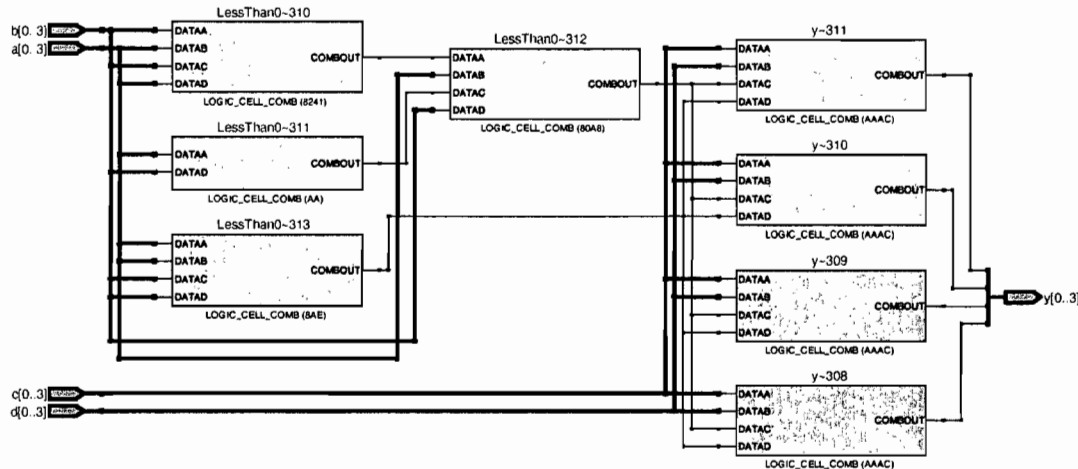 b[0..3]
a[0..3]
LessThan0~310
DATAA
DATAB
DATAC
DATAD
COMBOUT
LOGIC_CELL_COMB (8241)
LessThan0~311
DATAA
DATAD
COMBOUT
LOGIC_CELL_COMB (AA)
LessThan0~313
DATAA
DATAB
DATAC
DATAD
COMBOUT
LOGIC_CELL_COMB (8AE)
LessThan0~312
DATAA
DATAB
DATAC
DATAD
COMBOUT
LOGIC_CELL_COMB (80A8)
c[0..3]
d[0..3]
y~311
DATAA
DATAB
DATAC
DATAD
COMBOUT
LOGIC_CELL_COMB (AAAC)
y~310
DATAA
DATAB
DATAC
DATAD
COMBOUT
LOGIC_CELL_COMB (AAAC)
y~309
DATAA
DATAB
DATAC
DATAD
COMBOUT
LOGIC_CELL_COMB (AAAC)
y~308
DATAA
DATAB
DATAC
DATAD
COMBOUT
LOGIC_CELL_COMB (AAAC)
y[0..3]